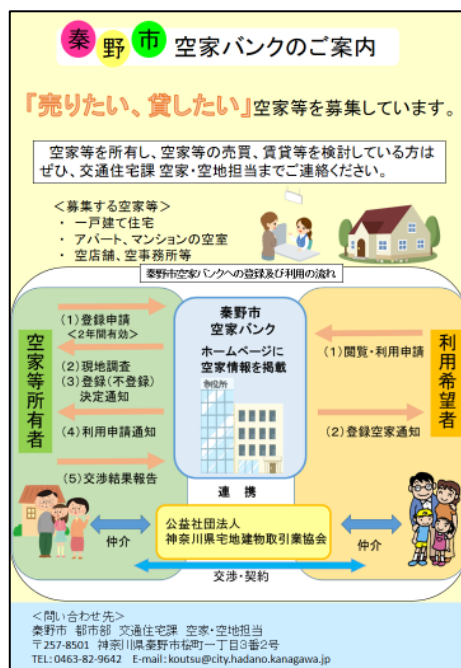 秦野市 空家バンクのご案内
「売りたい、貸したい」空家等を募集しています。
空家等を所有し、空家等の売買、賃貸等を検討している方は
ぜひ、交通住宅課 空家・空地担当までご連絡ください。
＜募集する空家等＞
・ 一戸建て住宅
・ アパート、マンションの空室
・ 空店舗、空事務所等
秦野市空家バンクへの登録及び利用の流れ
空家等所有者
（1）登録申請
＜2年間有効＞
（2）現地調査
（3）登録（不登録）
決定通知
（4）利用申請通知
（5）交渉結果報告
秦野市
空家バンク
ホームページに
空家情報を掲載
市役所
利用希望者
（1）閲覧・利用申請
（2）登録空家通知
連 携
公益社団法人
神奈川県宅地建物取引業協会
仲介
仲介
交渉・契約
＜問い合わせ先＞
秦野市 都市部 交通住宅課 空家・空地担当
〒257-8501 神奈川県秦野市桜町一丁目3番2号
TEL: 0463-82-9642 E-mail: koutsu@city.hadano.kanagawa.jp